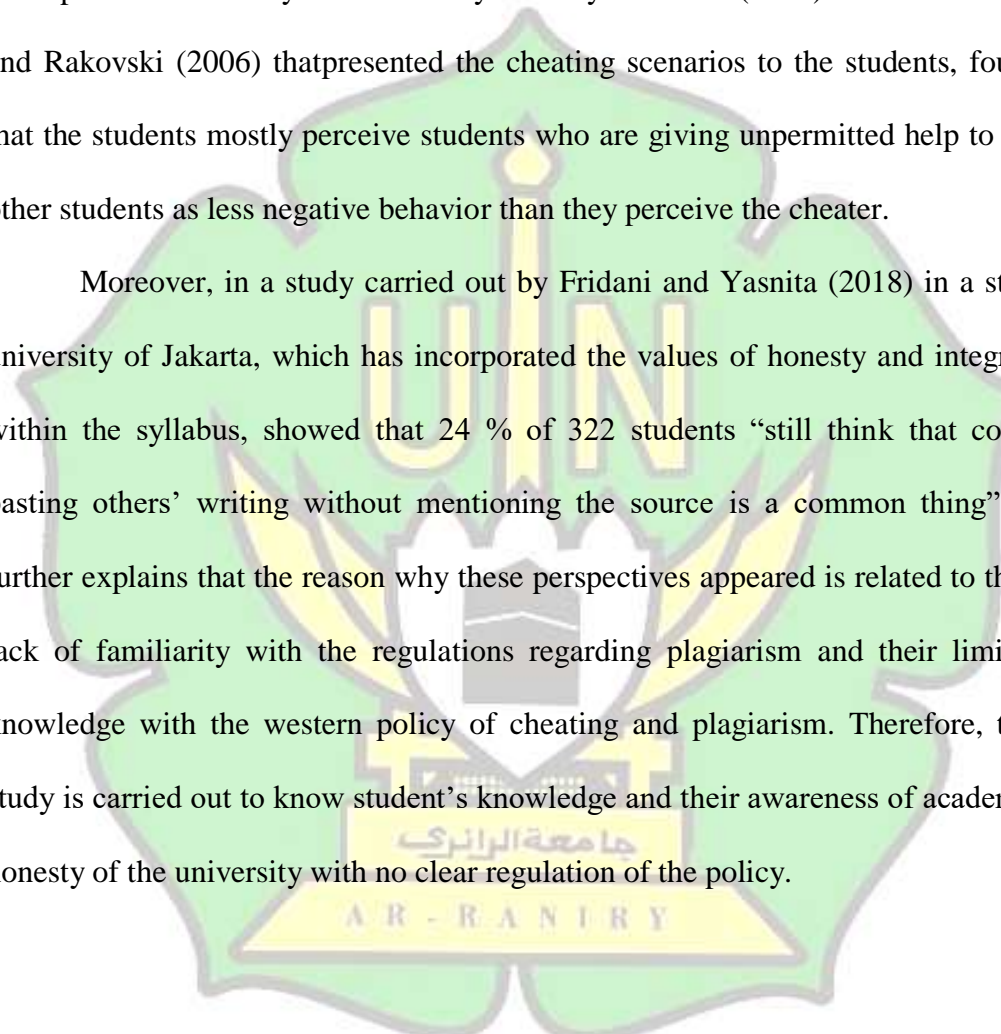 nd Rakovski (2006) thatpresented the cheating scenarios to the students, fou
hat the students mostly perceive students who are giving unpermitted help to
other students as less negative behavior than they perceive the cheater.
Moreover, in a study carried out by Fridani and Yasnita (2018) in a st
university of Jakarta, which has incorporated the values of honesty and integr
within the syllabus, showed that 24 % of 322 students “still think that co
pasting others’ writing without mentioning the source is a common thing”
further explains that the reason why these perspectives appeared is related to th
lack of familiarity with the regulations regarding plagiarism and their limi
knowledge with the western policy of cheating and plagiarism. Therefore, t
study is carried out to know student’s knowledge and their awareness of academ
honesty of the university with no clear regulation of the policy.
UIN
جامعةالرانرك
AR-RANIRY